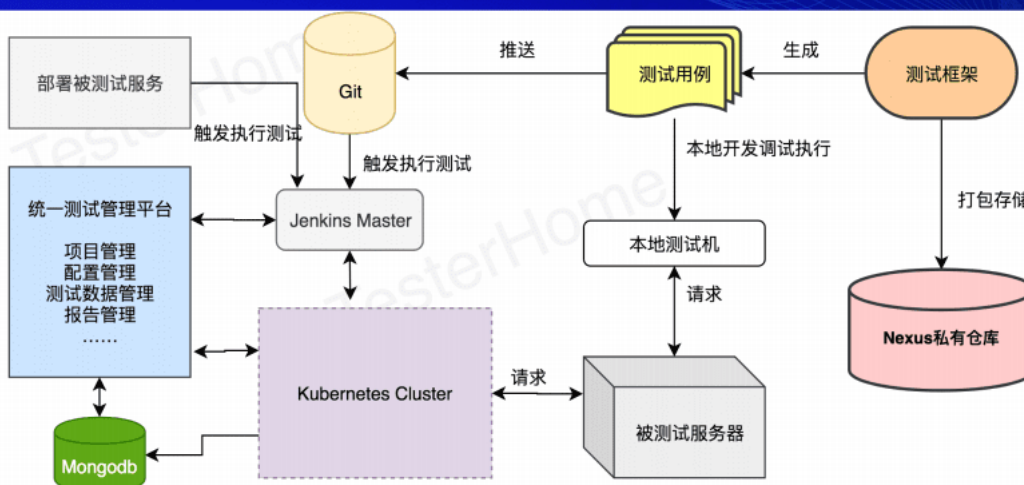 推送
生成
部署被测试服务
Git
测试用例
测试框架
触发执行测试
触发执行测试
本地开发调试执行
打包存储
统一测试管理平台
项目管理
配置管理
测试数据管理
报告管理
……
Jenkins Master
本地测试机
请求
Nexus私有仓库
Kubernetes Cluster
请求
被测试服务器
Mongodb
TesterHome
TesterHome